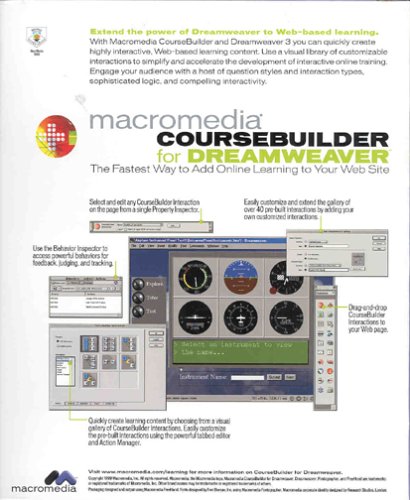 Extend the power of Dreamweaver to Web-based learning.
With Macromedia CourseBuilder and Dreamweaver 3 you can quickly create
highly interactive, Web-based learning content. Use a visual library of customizable
interactions to simplify and accelerate the development of interactive online training.
Engage your audience with a host of question styles and interaction types,
sophisticated logic, and compelling interactivity.
macromedia®
COURSEBUILDER
for DREAMWEAVER
The Fastest Way to Add Online Learning to Your Web Site
Select and edit any CourseBuilder Interaction
on the page from a single Property Inspector.
Easily customize and extend the gallery of
over 40 pre-built interactions by adding your
own customized interactions.
Use the Behavior Inspector to
access powerful behaviors for
feedback, judging, and tracking.
Explore
Tutor
Test
> Select an instrument to view
the name...
Instrument Name:
Drag-and-drop
CourseBuilder
Interactions to
your Web page.
Quickly create learning content by choosing from a visual
gallery of CourseBuilder Interactions. Easily customize
the pre-built interactions using the powerful tabbed editor
and Action Manager.
macromedia
Visit www.macromedia.com/learning for more information on CourseBuilder for Dreamweaver.